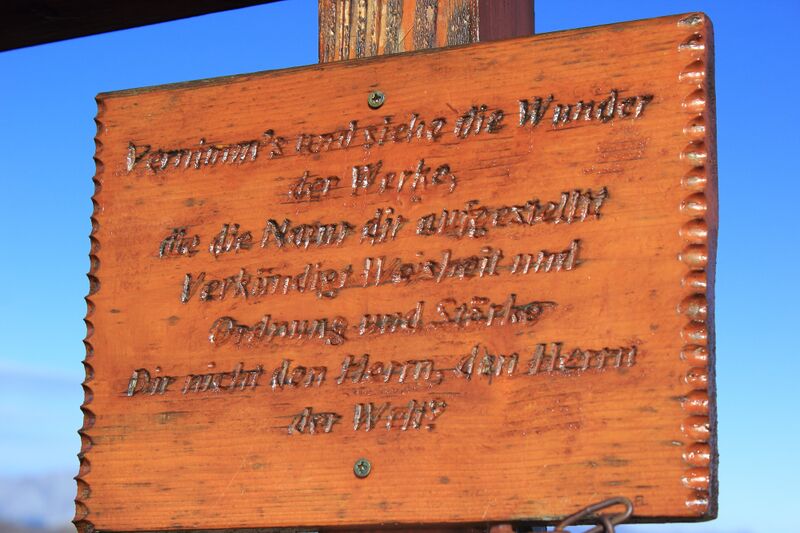 Vernimm's und siehe die Wunder
der Werke,
die die Natur dir aufgestellt!
Verkündigt Weisheit und
Ordnung und Stärke
Dir nicht den Herrn, den Herrn
der Welt?